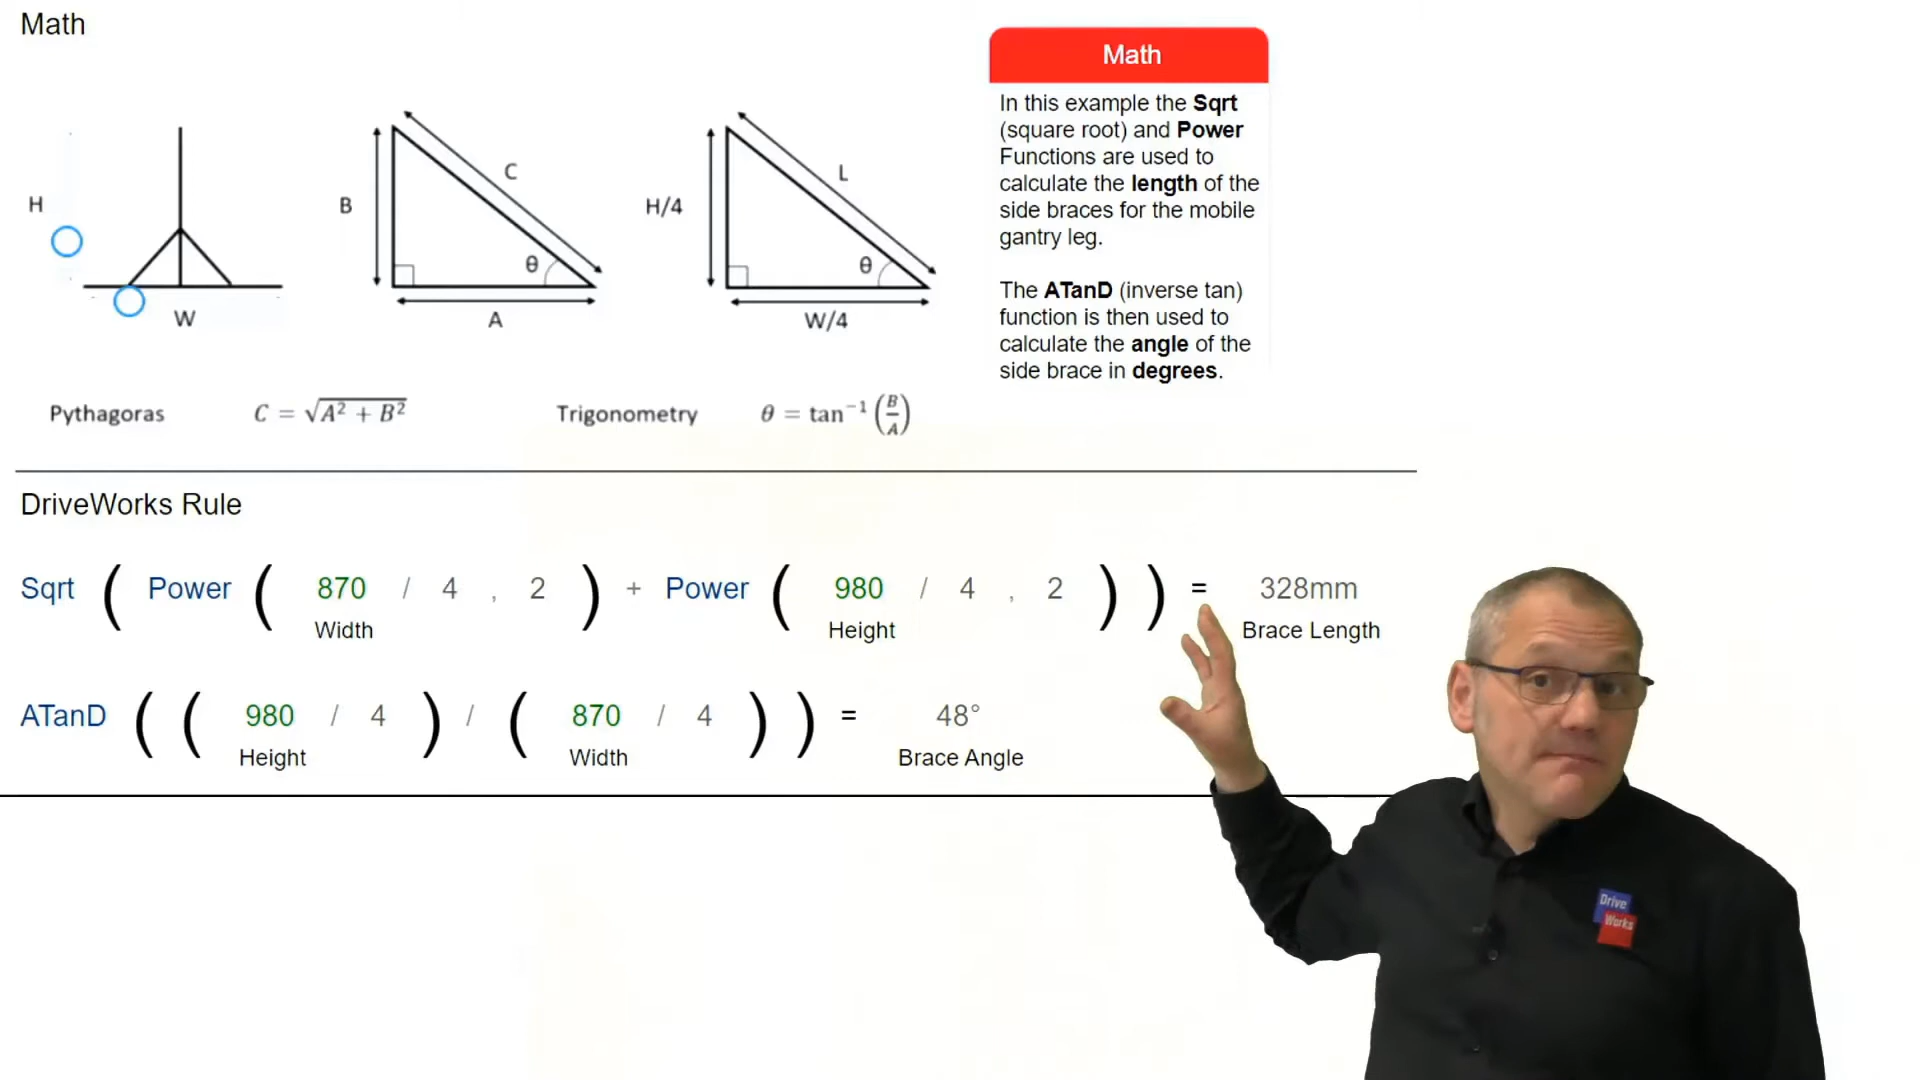 Math
H
W
B
C
θ
A
H/4
L
θ
W/4
Pythagoras C = √A² + B²
Trigonometry θ = tan⁻¹ (B/A)
Math
In this example the Sqrt
(square root) and Power
Functions are used to
calculate the length of the
side braces for the mobile
gantry leg.
The ATanD (inverse tan)
function is then used to
calculate the angle of the
side brace in degrees.
DriveWorks Rule
Sqrt ( Power ( 870 / 4 , 2 ) + Power ( 980 / 4 , 2 ) ) = 328mm
Width Height Brace Length
ATanD ( ( 980 / 4 ) / ( 870 / 4 ) ) = 48°
Height Width Brace Angle
Drive
Works